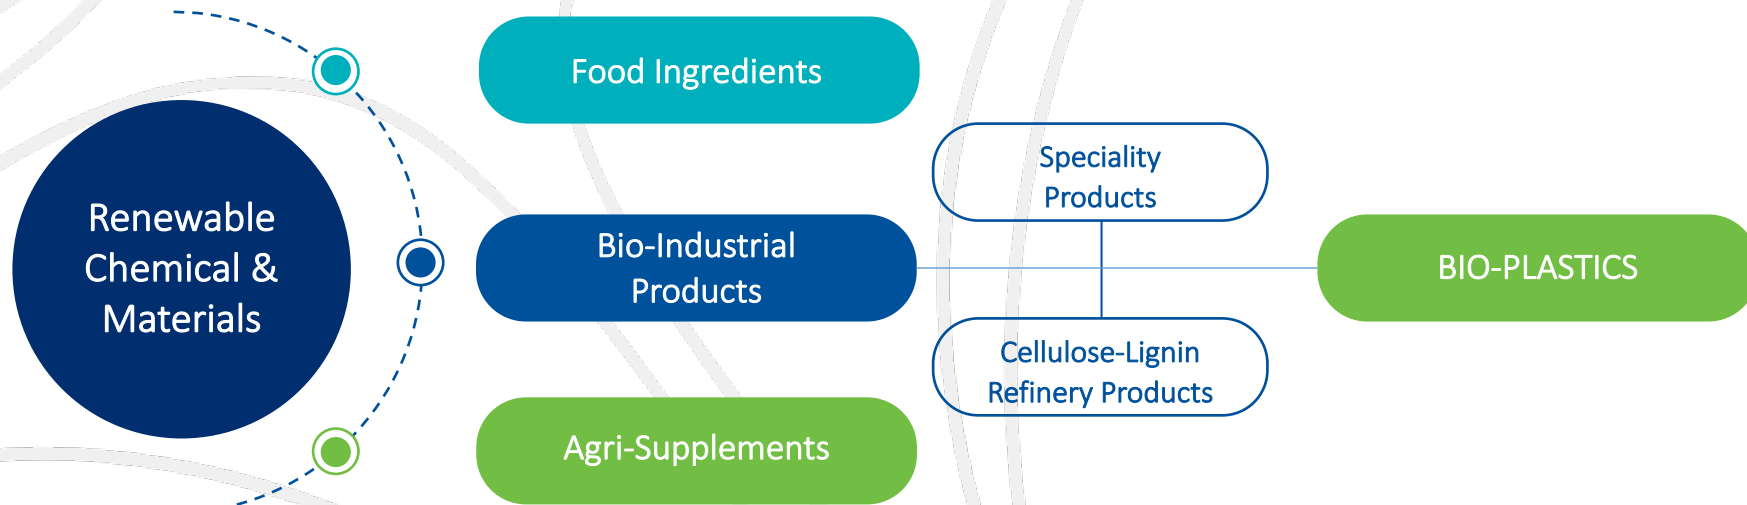 Renewable
Chemical &
Materials
Food Ingredients
Bio-Industrial
Products
Agri-Supplements
Speciality
Products
Cellulose-Lignin
Refinery Products
BIO-PLASTICS